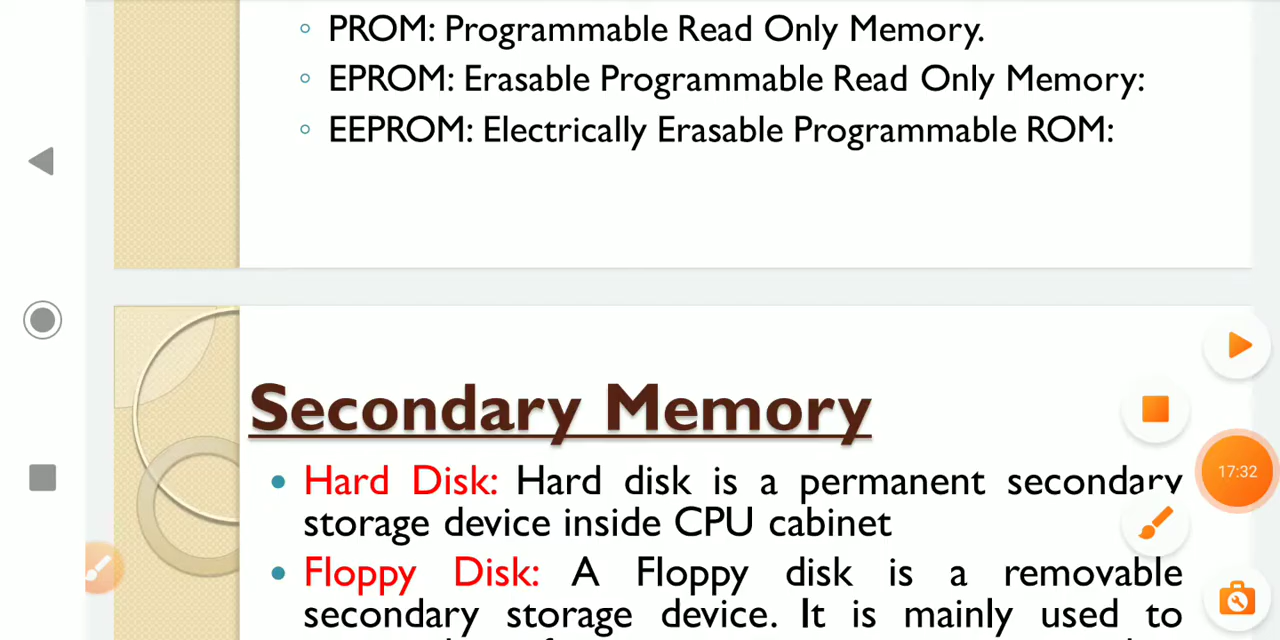 PROM: Programmable Read Only Memory.
EPROM: Erasable Programmable Read Only Memory:
EEPROM: Electrically Erasable Programmable ROM:
Secondary Memory
Hard Disk: Hard disk is a permanent secondary
storage device inside CPU cabinet
17:32
Floppy Disk: A Floppy disk is a removable
secondary storage device. It is mainly used to